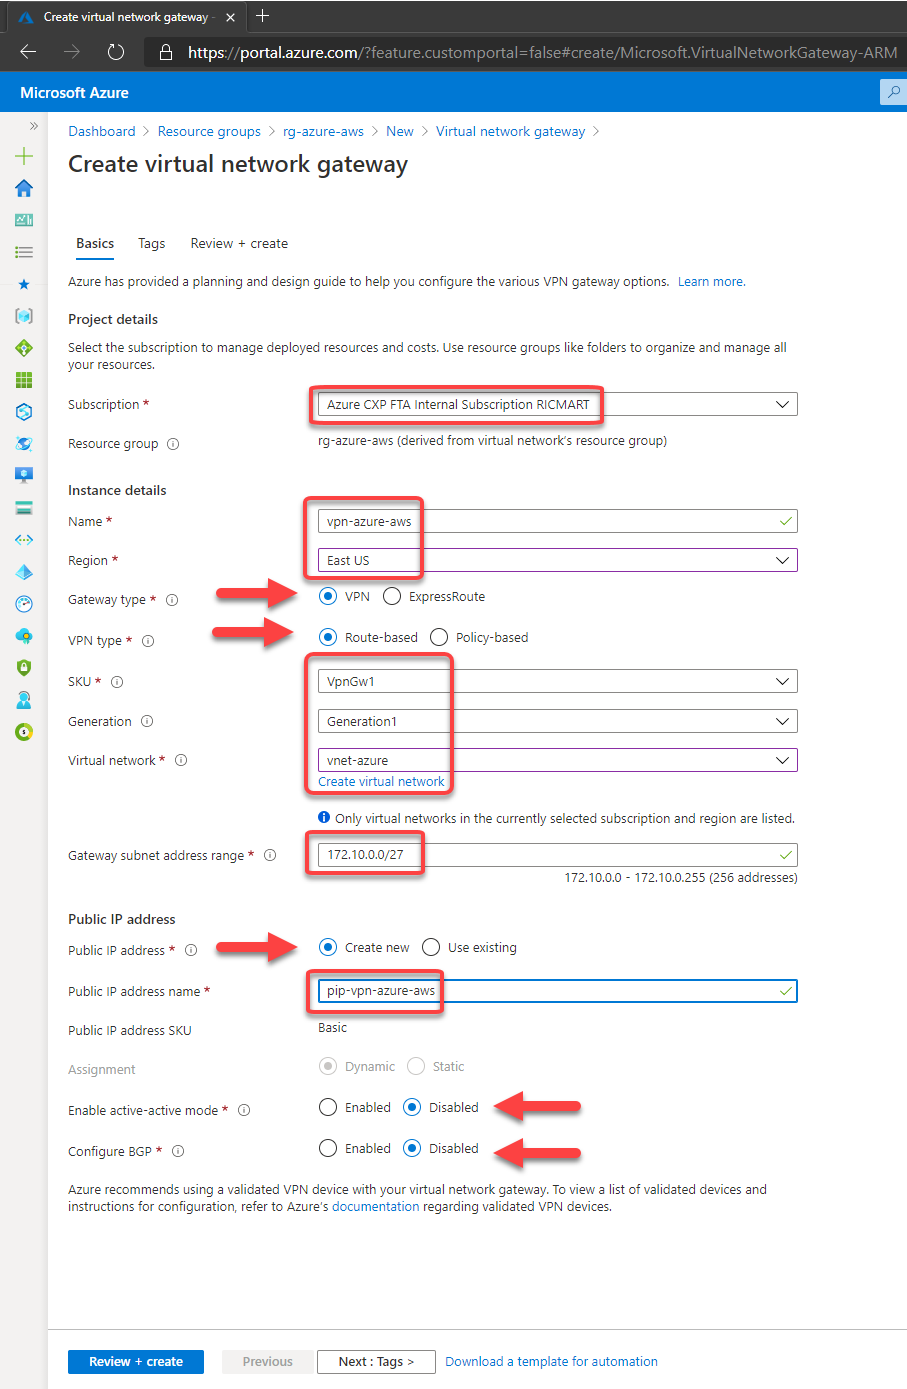 Create virtual network gateway -
https://portal.azure.com/?feature.customportal=false#create/Microsoft.VirtualNetworkGateway-ARM
Microsoft Azure
Dashboard > Resource groups > rg-azure-aws > New > Virtual network gateway >
Create virtual network gateway
Basics Tags Review + create
Azure has provided a planning and design guide to help you configure the various VPN gateway options. Learn more.
Project details
Select the subscription to manage deployed resources and costs. Use resource groups like folders to organize and manage all
your resources.
Subscription * Azure CXP FTA Internal Subscription RICMART
Resource group rg-azure-aws (derived from virtual network's resource group)
Instance details
Name * vpn-azure-aws
Region * East US
Gateway type * VPN ExpressRoute
VPN type * Route-based Policy-based
SKU * VpnGw1
Generation Generation1
Virtual network * vnet-azure
Create virtual network
Only virtual networks in the currently selected subscription and region are listed.
Gateway subnet address range * 172.10.0.0/27
172.10.0.0 - 172.10.0.255 (256 addresses)
Public IP address
Public IP address * Create new Use existing
Public IP address name * pip-vpn-azure-aws
Public IP address SKU Basic
Assignment Dynamic Static
Enable active-active mode * Enabled Disabled
Configure BGP * Enabled Disabled
Azure recommends using a validated VPN device with your virtual network gateway. To view a list of validated devices and
instructions for configuration, refer to Azure's documentation regarding validated VPN devices.
Review + create Previous Next : Tags > Download a template for automation